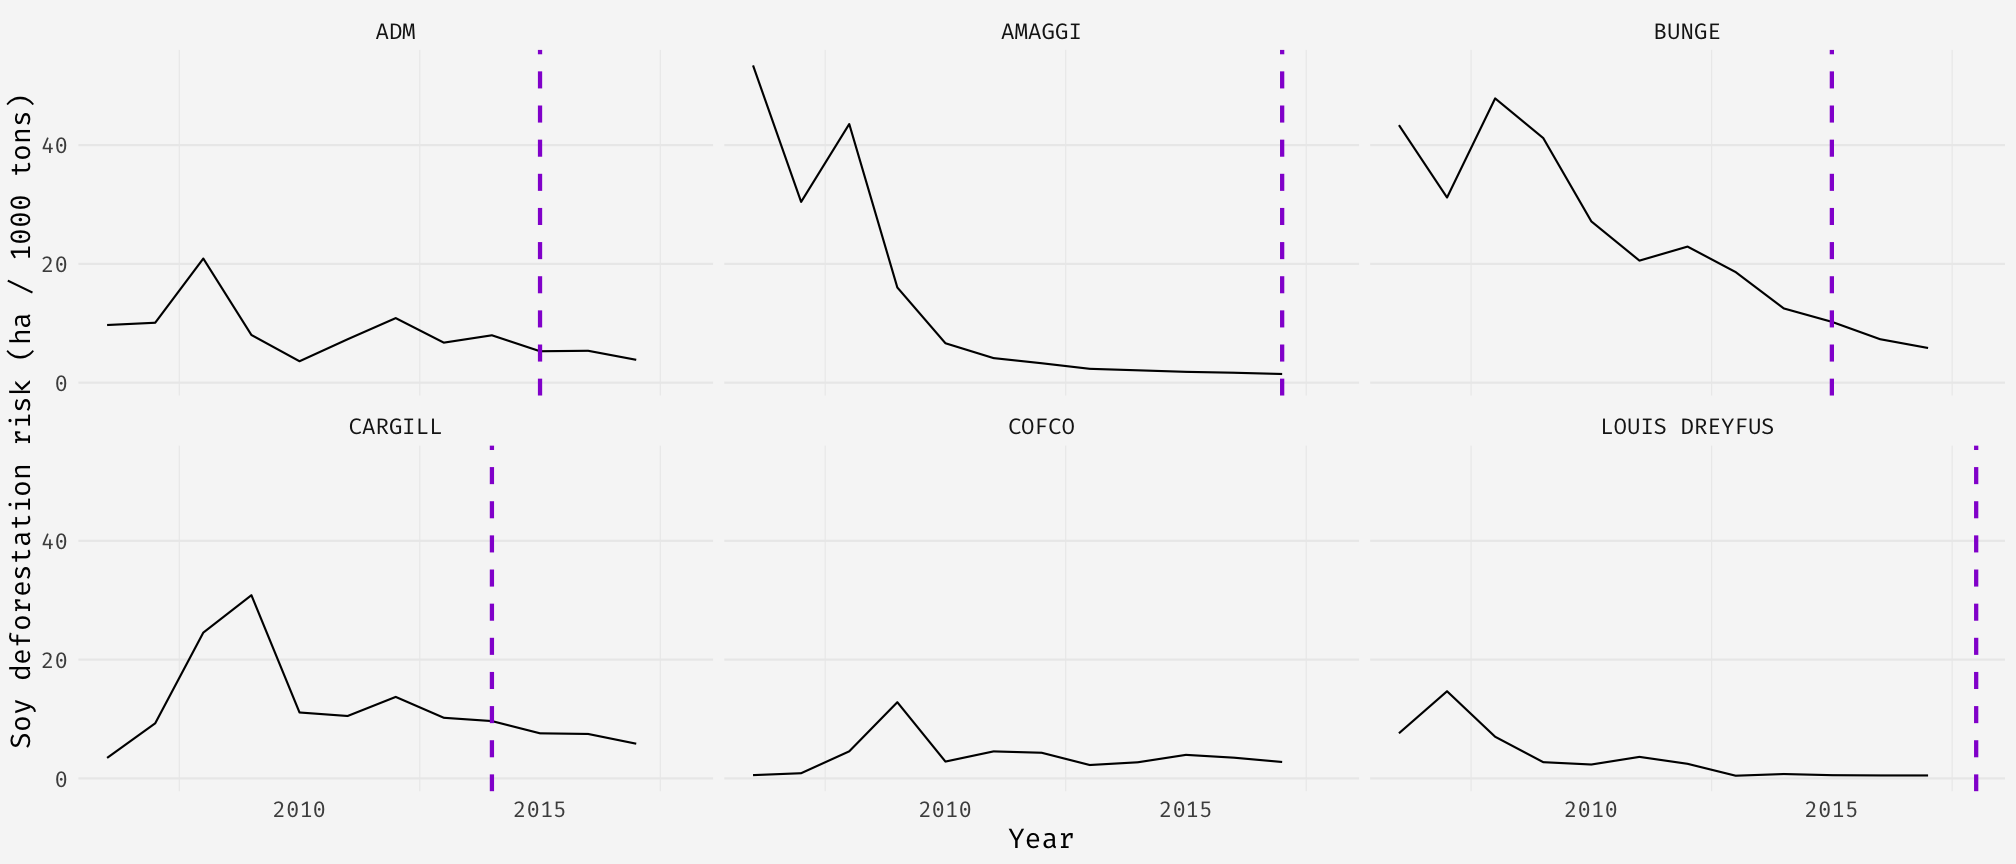 ADM AMAGGI BUNGE
Soy deforestation risk (ha / 1000 tons)
40
20
0
CARGILL COFCO LOUIS DREYFUS
40
20
0
2010 2015 2010 2015 2010 2015
Year